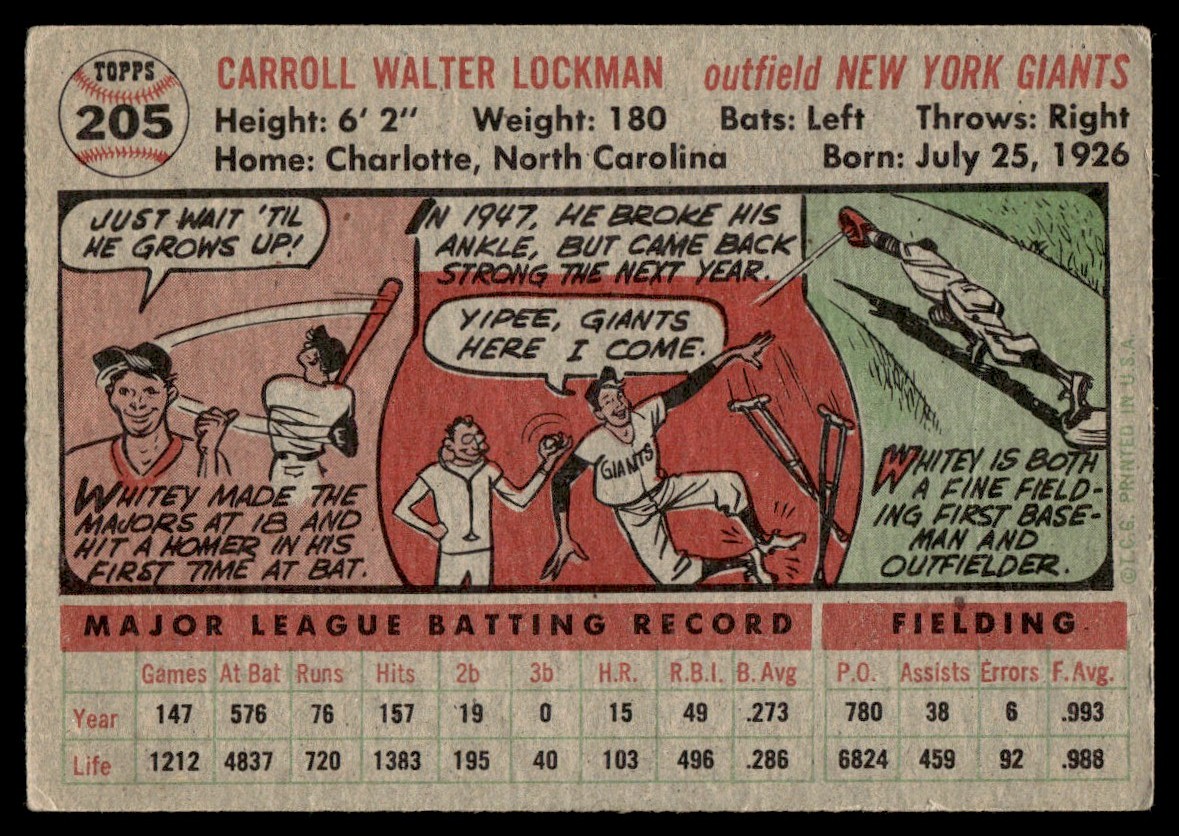 TOPPS
205
CARROLL WALTER LOCKMAN outfield NEW YORK GIANTS
Height: 6' 2" Weight: 180 Bats: Left Throws: Right
Home: Charlotte, North Carolina Born: July 25, 1926
JUST WAIT 'TIL
HE GROWS UP!
WHITEY MADE THE
MAJORS AT 18 AND
HIT A HOMER IN HIS
FIRST TIME AT BAT.
IN 1947, HE BROKE HIS
ANKLE, BUT CAME BACK
STRONG THE NEXT YEAR.
YIPEE, GIANTS
HERE I COME.
GIANTS
WHITEY IS BOTH
A FINE FIELD-
ING FIRST BASE-
MAN AND
OUTFIELDER.
©T.C.G. PRINTED IN U.S.A.
MAJOR LEAGUE BATTING RECORD FIELDING
Games At Bat Runs Hits 2b 3b H.R. R.B.I. B. Avg P.O. Assists Errors F. Avg.
Year 147 576 76 157 19 0 15 49 .273 780 38 6 .993
Life 1212 4837 720 1383 195 40 103 496 .286 6824 459 92 .988